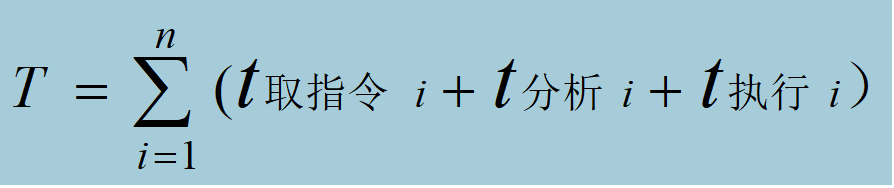 T = n∑i=1 (t取指令 i + t分析 i + t执行 i）